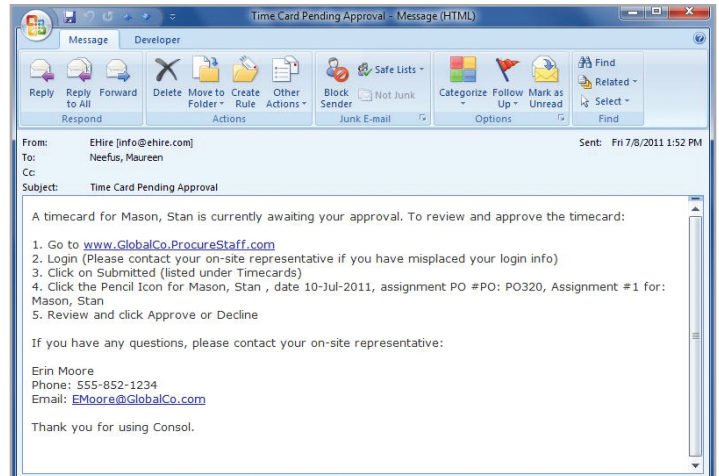 Time Card Pending Approval - Message (HTML)
Message Developer
Reply Reply to All Forward Delete Move to Folder Create Rule Other Actions Block Sender Safe Lists Not Junk Categorize Follow Up Mark as Unread Find Related Select
Respond Actions Junk E-mail Options Find
From: EHire [info@ehire.com] Sent: Fri 7/8/2011 1:52 PM
To: Neefus, Maureen
Cc:
Subject: Time Card Pending Approval
A timecard for Mason, Stan is currently awaiting your approval. To review and approve the timecard:
1. Go to www.GlobalCo.ProcureStaff.com
2. Login (Please contact your on-site representative if you have misplaced your login info)
3. Click on Submitted (listed under Timecards)
4. Click the Pencil Icon for Mason, Stan , date 10-Jul-2011, assignment PO #PO: PO320, Assignment #1 for:
Mason, Stan
5. Review and click Approve or Decline
If you have any questions, please contact your on-site representative:
Erin Moore
Phone: 555-852-1234
Email: EMoore@GlobalCo.com
Thank you for using Consol.